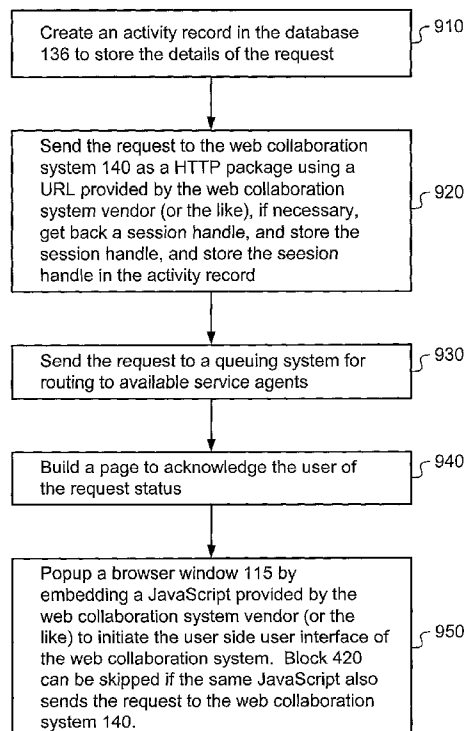 Create an activity record in the database
136 to store the details of the request
910
Send the request to the web collaboration
system 140 as a HTTP package using a
URL provided by the web collaboration
system vendor (or the like), if necessary,
get back a session handle, and store the
session handle, and store the seesion
handle in the activity record
920
Send the request to a queuing system for
routing to available service agents
930
Build a page to acknowledge the user of
the request status
940
Popup a browser window 115 by
embedding a JavaScript provided by the
web collaboration system vendor (or the
like) to initiate the user side user interface of
the web collaboration system.  Block 420
can be skipped if the same JavaScript also
sends the request to the web collaboration
system 140.
950